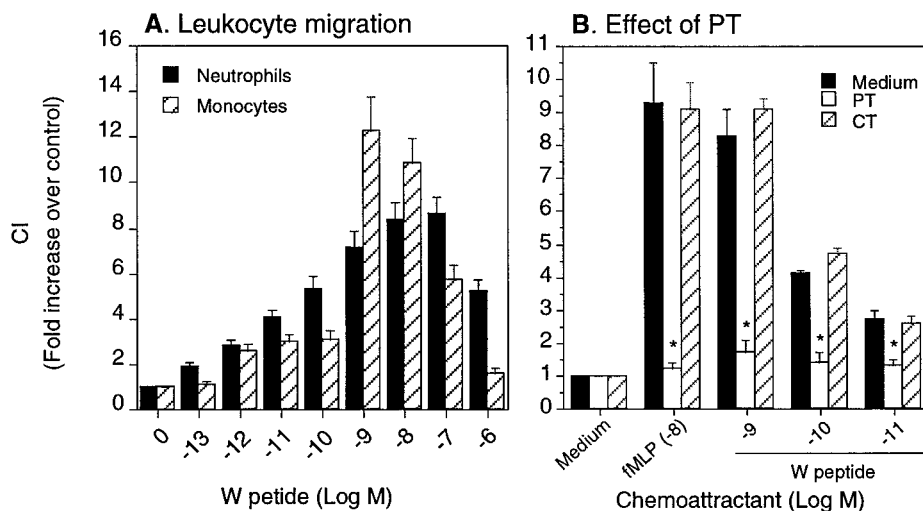 A. Leukocyte migration
16
14
12
10
8
6
4
2
0
Neutrophils
Monocytes
CI
(Fold increase over control)
0 -13 -12 -11 -10 -9 -8 -7 -6
W petide (Log M)
B. Effect of PT
11
10
9
8
7
6
5
4
3
2
1
0
Medium
PT
CT
* * * *
Medium fMLP (-8) -9 -10 -11
W peptide
Chemoattractant (Log M)